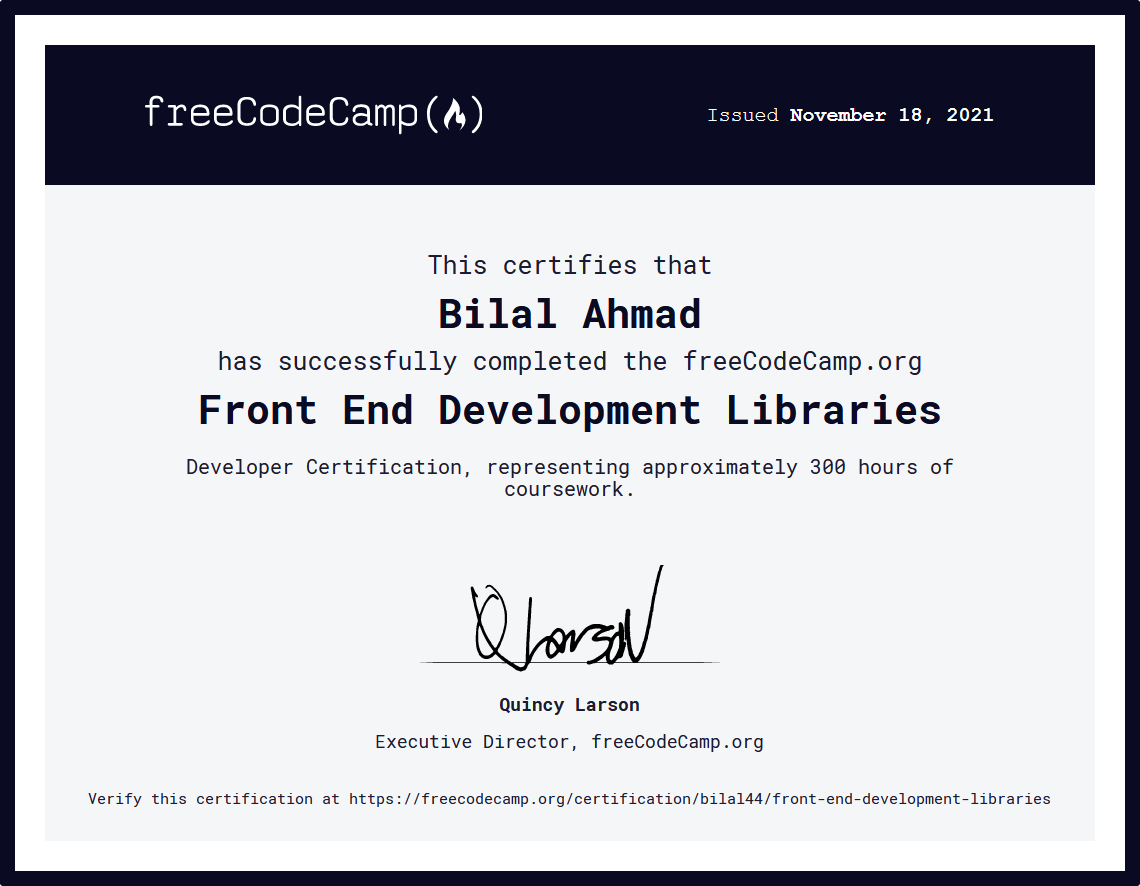 freeCodeCamp
Issued November 18, 2021
This certifies that
Bilal Ahmad
has successfully completed the freeCodeCamp.org
Front End Development Libraries
Developer Certification, representing approximately 300 hours of
coursework.
Q Larson
Quincy Larson
Executive Director, freeCodeCamp.org
Verify this certification at https://freecodecamp.org/certification/bilal44/front-end-development-libraries